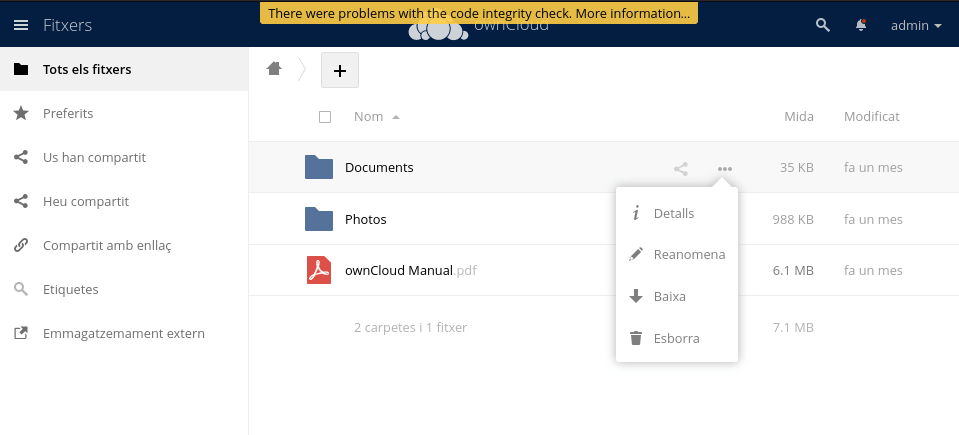 There were problems with the code integrity check. More information...
Fitxers
ownCloud
admin
Tots els fitxers
Preferits
Us han compartit
Heu compartit
Compartit amb enllaç
Etiquetes
Emmagatzemament extern
+
Nom Mida Modificat
Documents 35 KB fa un mes
Photos 988 KB fa un mes
ownCloud Manual.pdf 6.1 MB fa un mes
2 carpetes i 1 fitxer 7.1 MB
Detalls
Reanomena
Baixa
Esborra